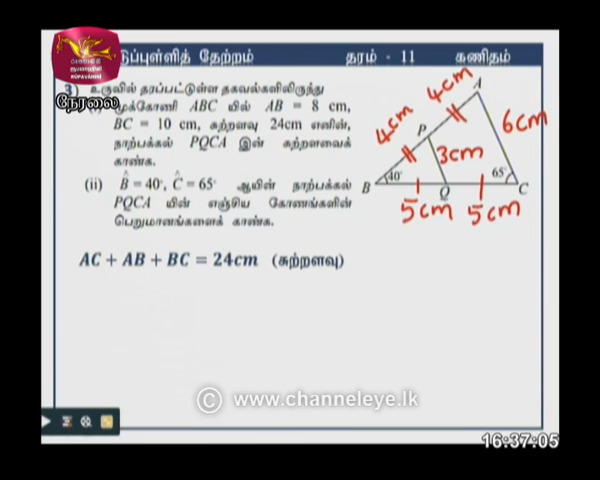 டுப்புள்ளித் தேற்றம் தரம் - 11 கணிதம்
நேரலை
3) உருவில் தரப்பட்டுள்ள தகவல்களிலிருந்து
முக்கோணி ABC யில் AB = 8 cm,
BC = 10 cm, சுற்றளவு 24cm எனின்,
நாற்பக்கல் PQCA இன் சுற்றளவைக்
காண்க.
(ii) B̂ = 40°, Ĉ = 65° ஆயின் நாற்பக்கல்
PQCA யின் எஞ்சிய கோணங்களின்
பெறுமானங்களைக் காண்க.
A
4cm
4cm
6cm
P
3cm
B 40° 65° C
Q
5cm 5cm
AC + AB + BC = 24cm (சுற்றளவு)
© www.channeleye.lk
16:37:05